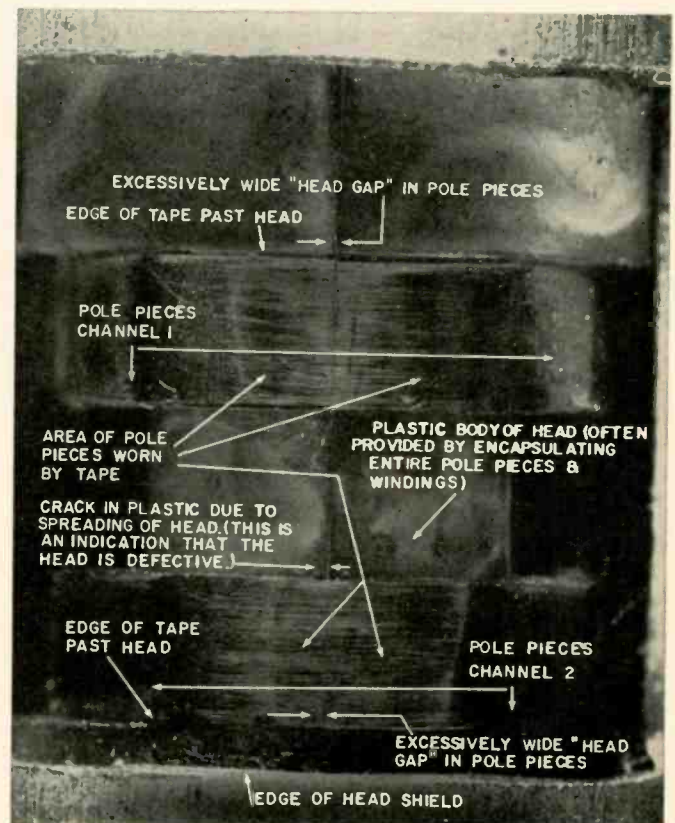 EXCESSIVELY WIDE "HEAD GAP" IN POLE PIECES
EDGE OF TAPE PAST HEAD
POLE PIECES
CHANNEL 1
AREA OF POLE
PIECES WORN
BY TAPE
PLASTIC BODY OF HEAD (OFTEN
PROVIDED BY ENCAPSULATING
ENTIRE POLE PIECES &
WINDINGS)
CRACK IN PLASTIC DUE TO
SPREADING OF HEAD. (THIS IS
AN INDICATION THAT THE
HEAD IS DEFECTIVE.)
EDGE OF TAPE
PAST HEAD
POLE PIECES
CHANNEL 2
EXCESSIVELY WIDE "HEAD
GAP" IN POLE PIECES
EDGE OF HEAD SHIELD